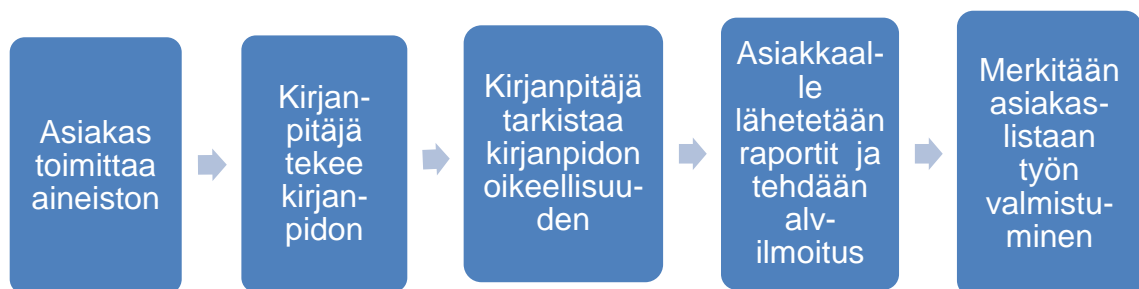 Asiakas
toimittaa
aineiston
Kirjan-
pitäjä
tekee
kirjan-
pidon
Kirjanpitäjä
tarkistaa
kirjanpidon
oikeellisuu-
den
Asiakkaal-
le
lähetetään
raportit ja
tehdään
alv-
ilmoitus
Merkitään
asiakas-
listaan
työn
valmistu-
minen